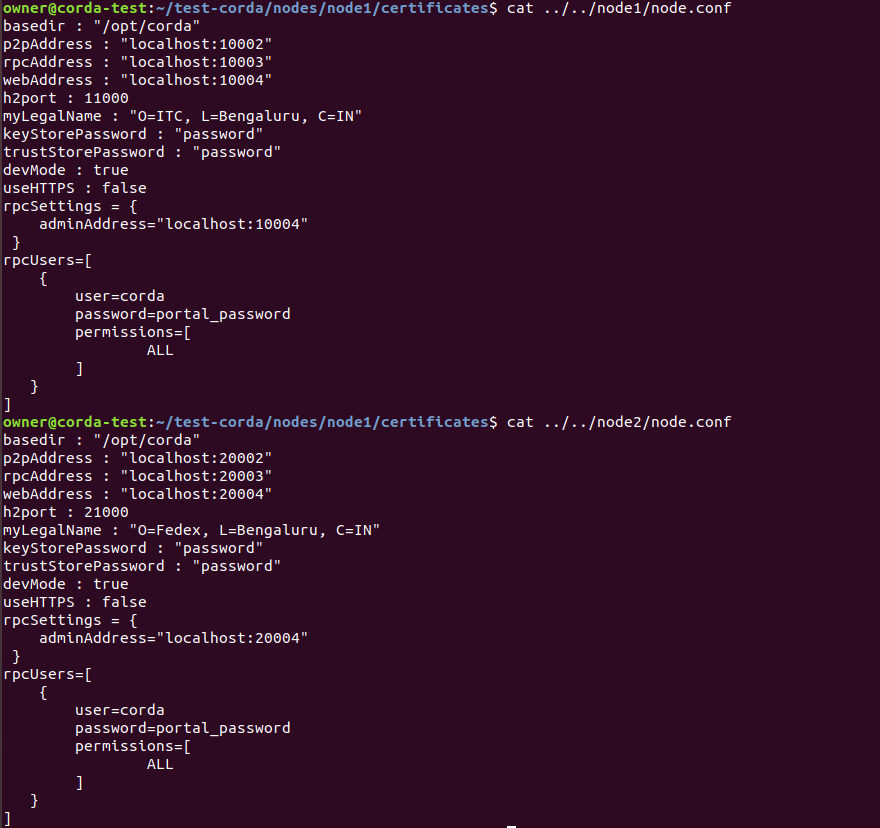 owner@corda-test:~/test-corda/nodes/node1/certificates$ cat ../../node1/node.conf
basedir : "/opt/corda"
p2pAddress : "localhost:10002"
rpcAddress : "localhost:10003"
webAddress : "localhost:10004"
h2port : 11000
myLegalName : "O=ITC, L=Bengaluru, C=IN"
keyStorePassword : "password"
trustStorePassword : "password"
devMode : true
useHTTPS : false
rpcSettings = {
    adminAddress="localhost:10004"
 }
rpcUsers=[
    {
        user=corda
        password=portal_password
        permissions=[
                ALL
        ]
   }
]
owner@corda-test:~/test-corda/nodes/node1/certificates$ cat ../../node2/node.conf
basedir : "/opt/corda"
p2pAddress : "localhost:20002"
rpcAddress : "localhost:20003"
webAddress : "localhost:20004"
h2port : 21000
myLegalName : "O=Fedex, L=Bengaluru, C=IN"
keyStorePassword : "password"
trustStorePassword : "password"
devMode : true
useHTTPS : false
rpcSettings = {
    adminAddress="localhost:20004"
 }
rpcUsers=[
    {
        user=corda
        password=portal_password
        permissions=[
                ALL
        ]
   }
]